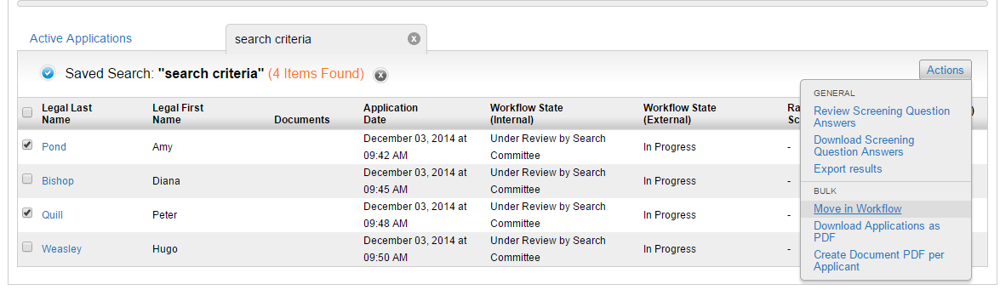 Active Applications
search criteria
x
Saved Search: "search criteria" (4 Items Found)
x
Actions
Legal Last
Name
Legal First
Name
Documents
Application
Date
Workflow State
(Internal)
Workflow State
(External)
)
Pond
Amy
December 03, 2014 at
09:42 AM
Under Review by Search
Committee
In Progress
-
Bishop
Diana
December 03, 2014 at
09:45 AM
Under Review by Search
Committee
In Progress
-
Quill
Peter
December 03, 2014 at
09:48 AM
Under Review by Search
Committee
In Progress
-
Weasley
Hugo
December 03, 2014 at
09:50 AM
Under Review by Search
Committee
In Progress
-
GENERAL
Review Screening Question
Answers
Download Screening
Question Answers
Export results
BULK
Move in Workflow
Download Applications as
PDF
Create Document PDF per
Applicant